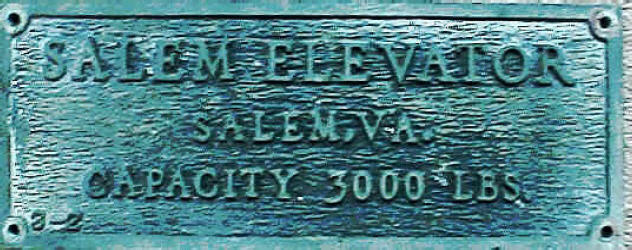 SALEM ELEVATOR
SALEM, VA.
CAPACITY 3000 LBS.